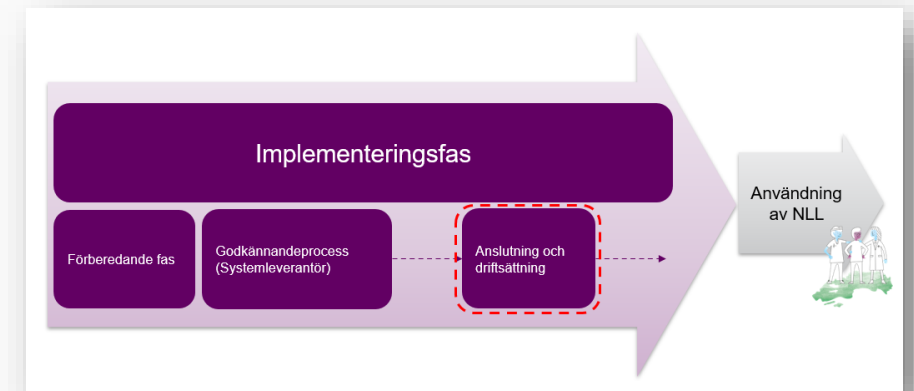 Implementeringsfas
Förberedande fas
Godkännandeprocess
(Systemleverantör)
Anslutning och
driftsättning
Användning
av NLL